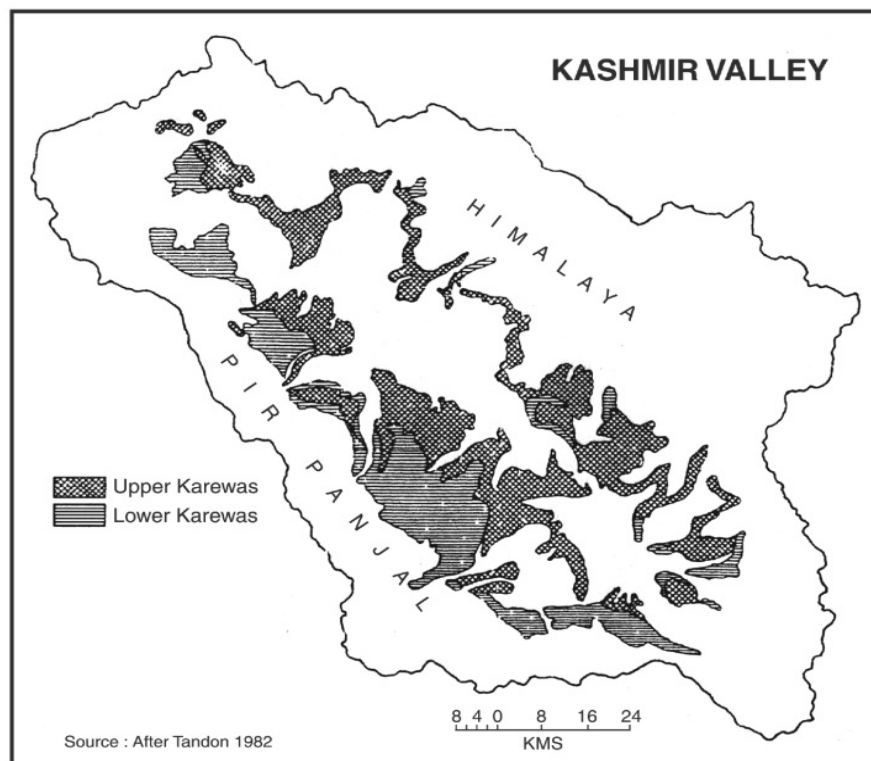 KASHMIR VALLEY
HIMALAYA
PIR PANJAL
Upper Karewas
Lower Karewas
8 4 0 8 16 24
KMS
Source : After Tandon 1982